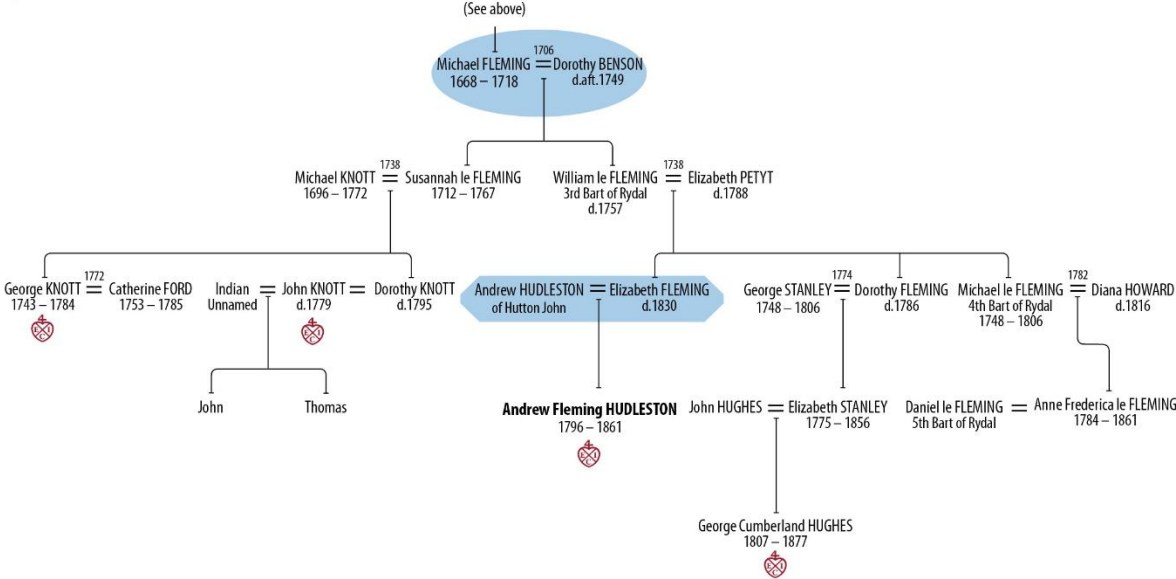 (See above)
1706
Michael FLEMING = Dorothy BENSON
1668 – 1718 d.aft.1749
1738 1738
Michael KNOTT = Susannah le FLEMING William le FLEMING = Elizabeth PETYT
1696 – 1772 1712 – 1767 3rd Bart of Rydal d.1788
d.1757
1772 1774 1782
George KNOTT = Catherine FORD Indian = John KNOTT = Dorothy KNOTT Andrew HUDLESTON = Elizabeth FLEMING George STANLEY = Dorothy FLEMING Michael le FLEMING = Diana HOWARD
1743 – 1784 1753 – 1785 Unnamed d.1779 d.1795 of Hutton John d.1830 1748 – 1806 d.1786 4th Bart of Rydal d.1816
1748 – 1806
4 4
E I E I
C C
John Thomas Andrew Fleming HUDLESTON John HUGHES = Elizabeth STANLEY Daniel le FLEMING = Anne Frederica le FLEMING
1796 – 1861 1775 – 1856 5th Bart of Rydal 1784 – 1861
4
E I
C
George Cumberland HUGHES
1807 – 1877
4
E I
C